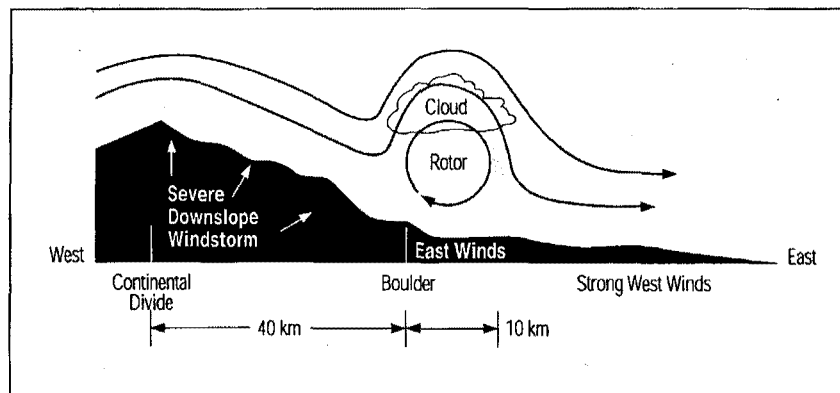 Cloud
Rotor
Severe
Downslope
Windstorm
East Winds
West
East
Continental
Divide
Boulder
Strong West Winds
40 km
10 km